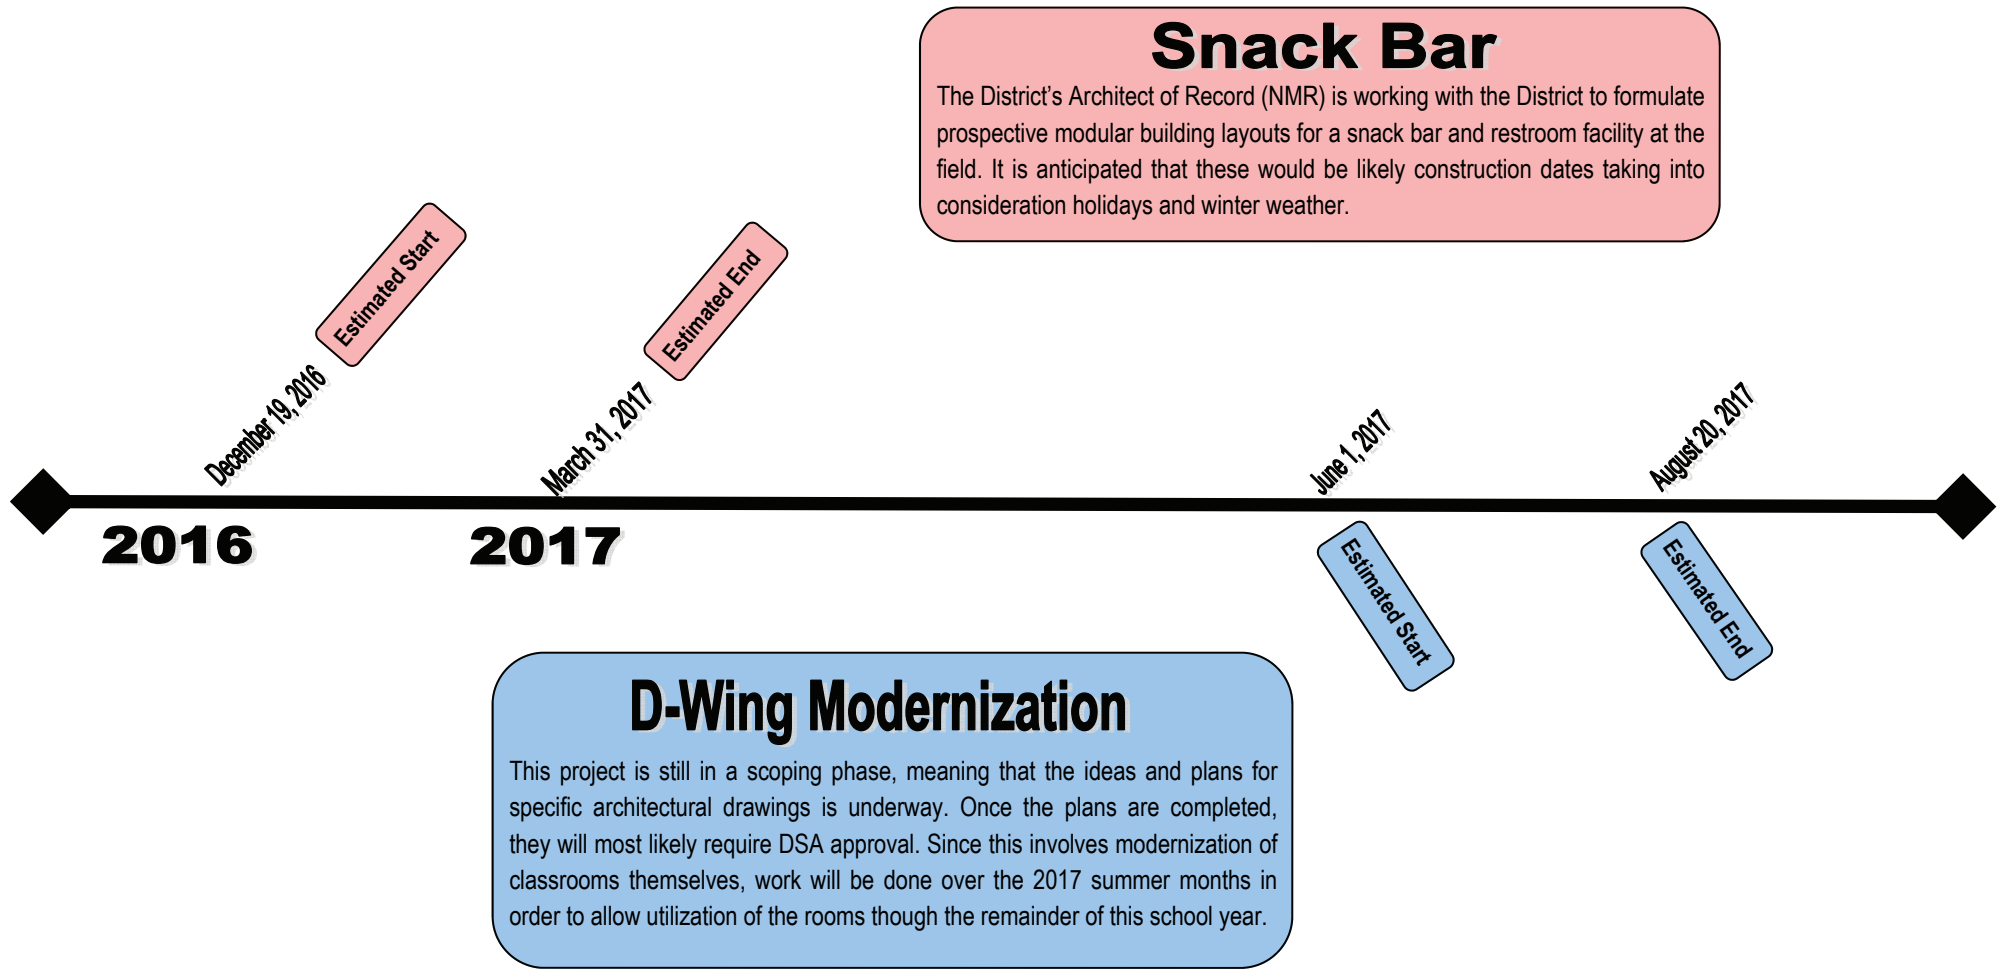 Snack Bar
The District’s Architect of Record (NMR) is working with the District to formulate
prospective modular building layouts for a snack bar and restroom facility at the
field. It is anticipated that these would be likely construction dates taking into
consideration holidays and winter weather.
Estimated Start
Estimated End
December 19, 2016
March 31, 2017
June 1, 2017
August 20, 2017
2016
2017
Estimated Start
Estimated End
D-Wing Modernization
This project is still in a scoping phase, meaning that the ideas and plans for
specific architectural drawings is underway. Once the plans are completed,
they will most likely require DSA approval. Since this involves modernization of
classrooms themselves, work will be done over the 2017 summer months in
order to allow utilization of the rooms though the remainder of this school year.